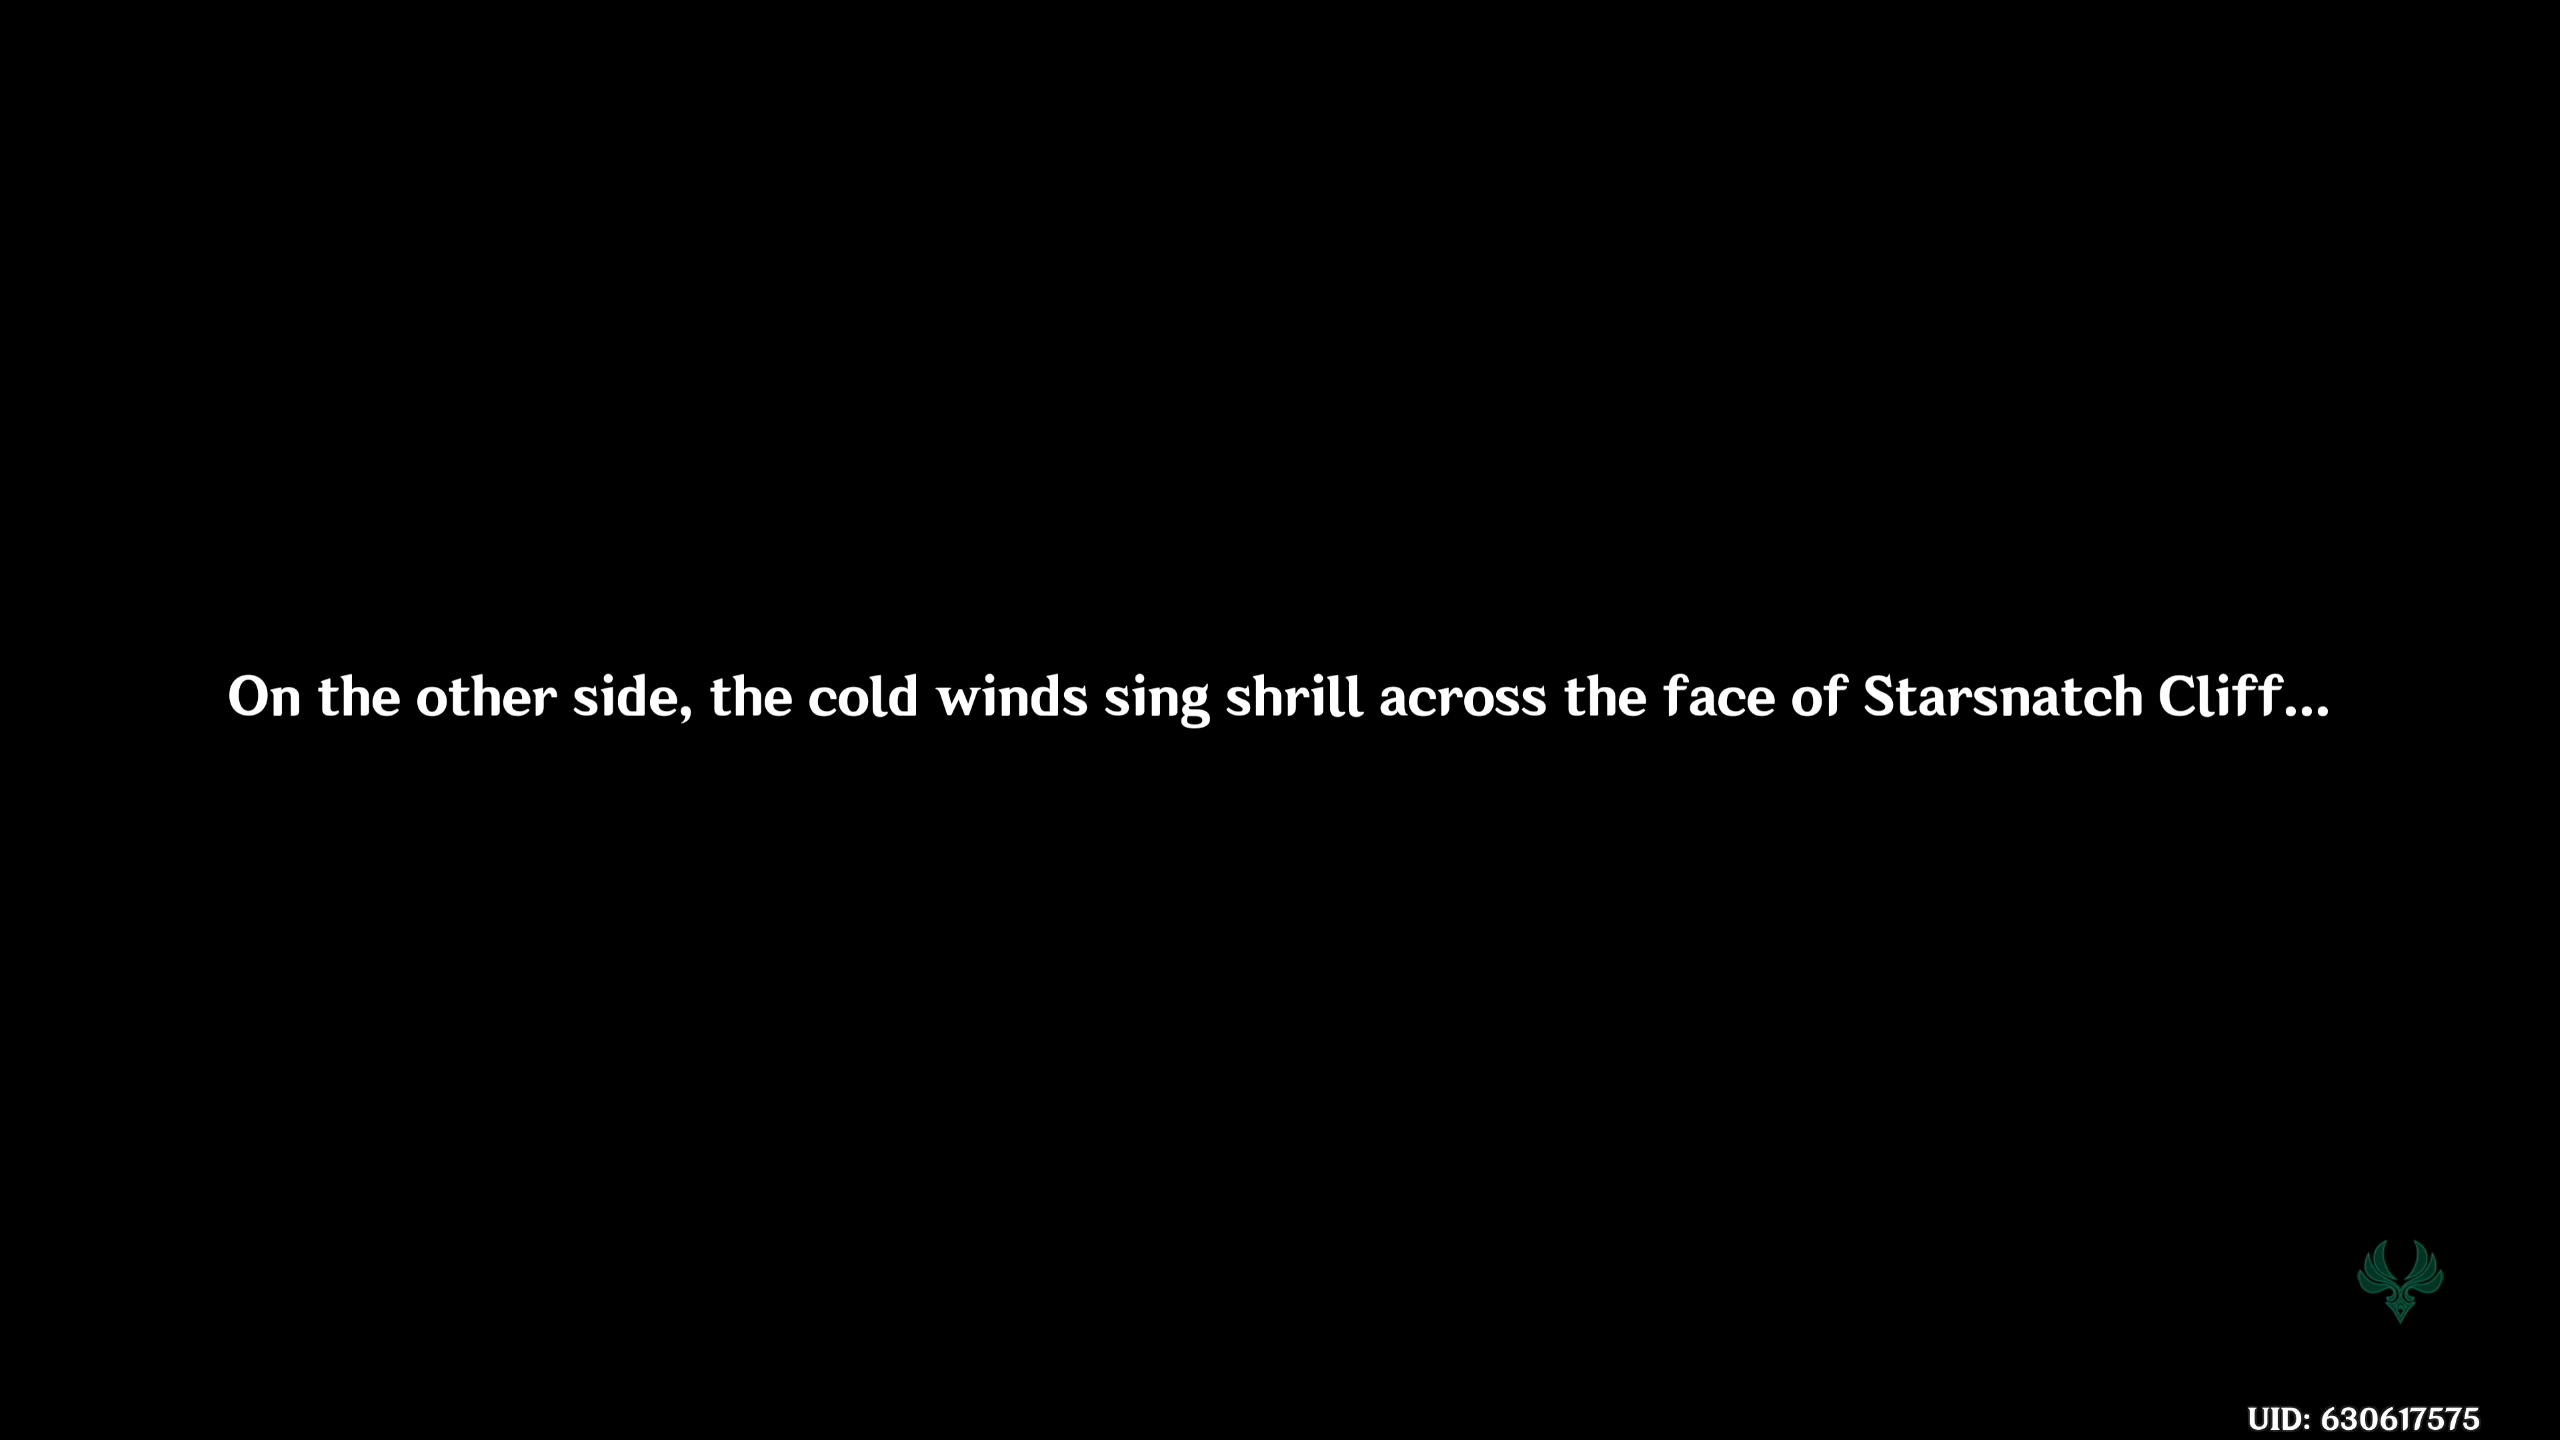 On the other side, the cold winds sing shrill across the face of Starsnatch Cliff...
UID: 630617575